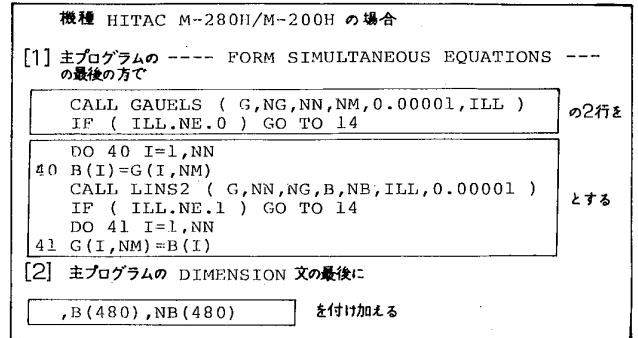 機種 HITAC M-280H/M-200H の場合
[1] 主プログラムの ---- FORM SIMULTANEOUS EQUATIONS ---
の最後の方で
CALL GAUELS ( G,NG,NN,NM,0.00001,ILL )
IF ( ILL.NE.0 ) GO TO 14
の2行を
DO 40 I=1,NN
40 B(I)=G(I,NM)
CALL LINS2 ( G,NN,NG,B,NB,ILL,0.00001 )
IF ( ILL.NE.1 ) GO TO 14
DO 41 I=1,NN
41 G(I,NM)=B(I)
とする
[2] 主プログラムの DIMENSION 文の最後に
,B(480),NB(480)
を付け加える